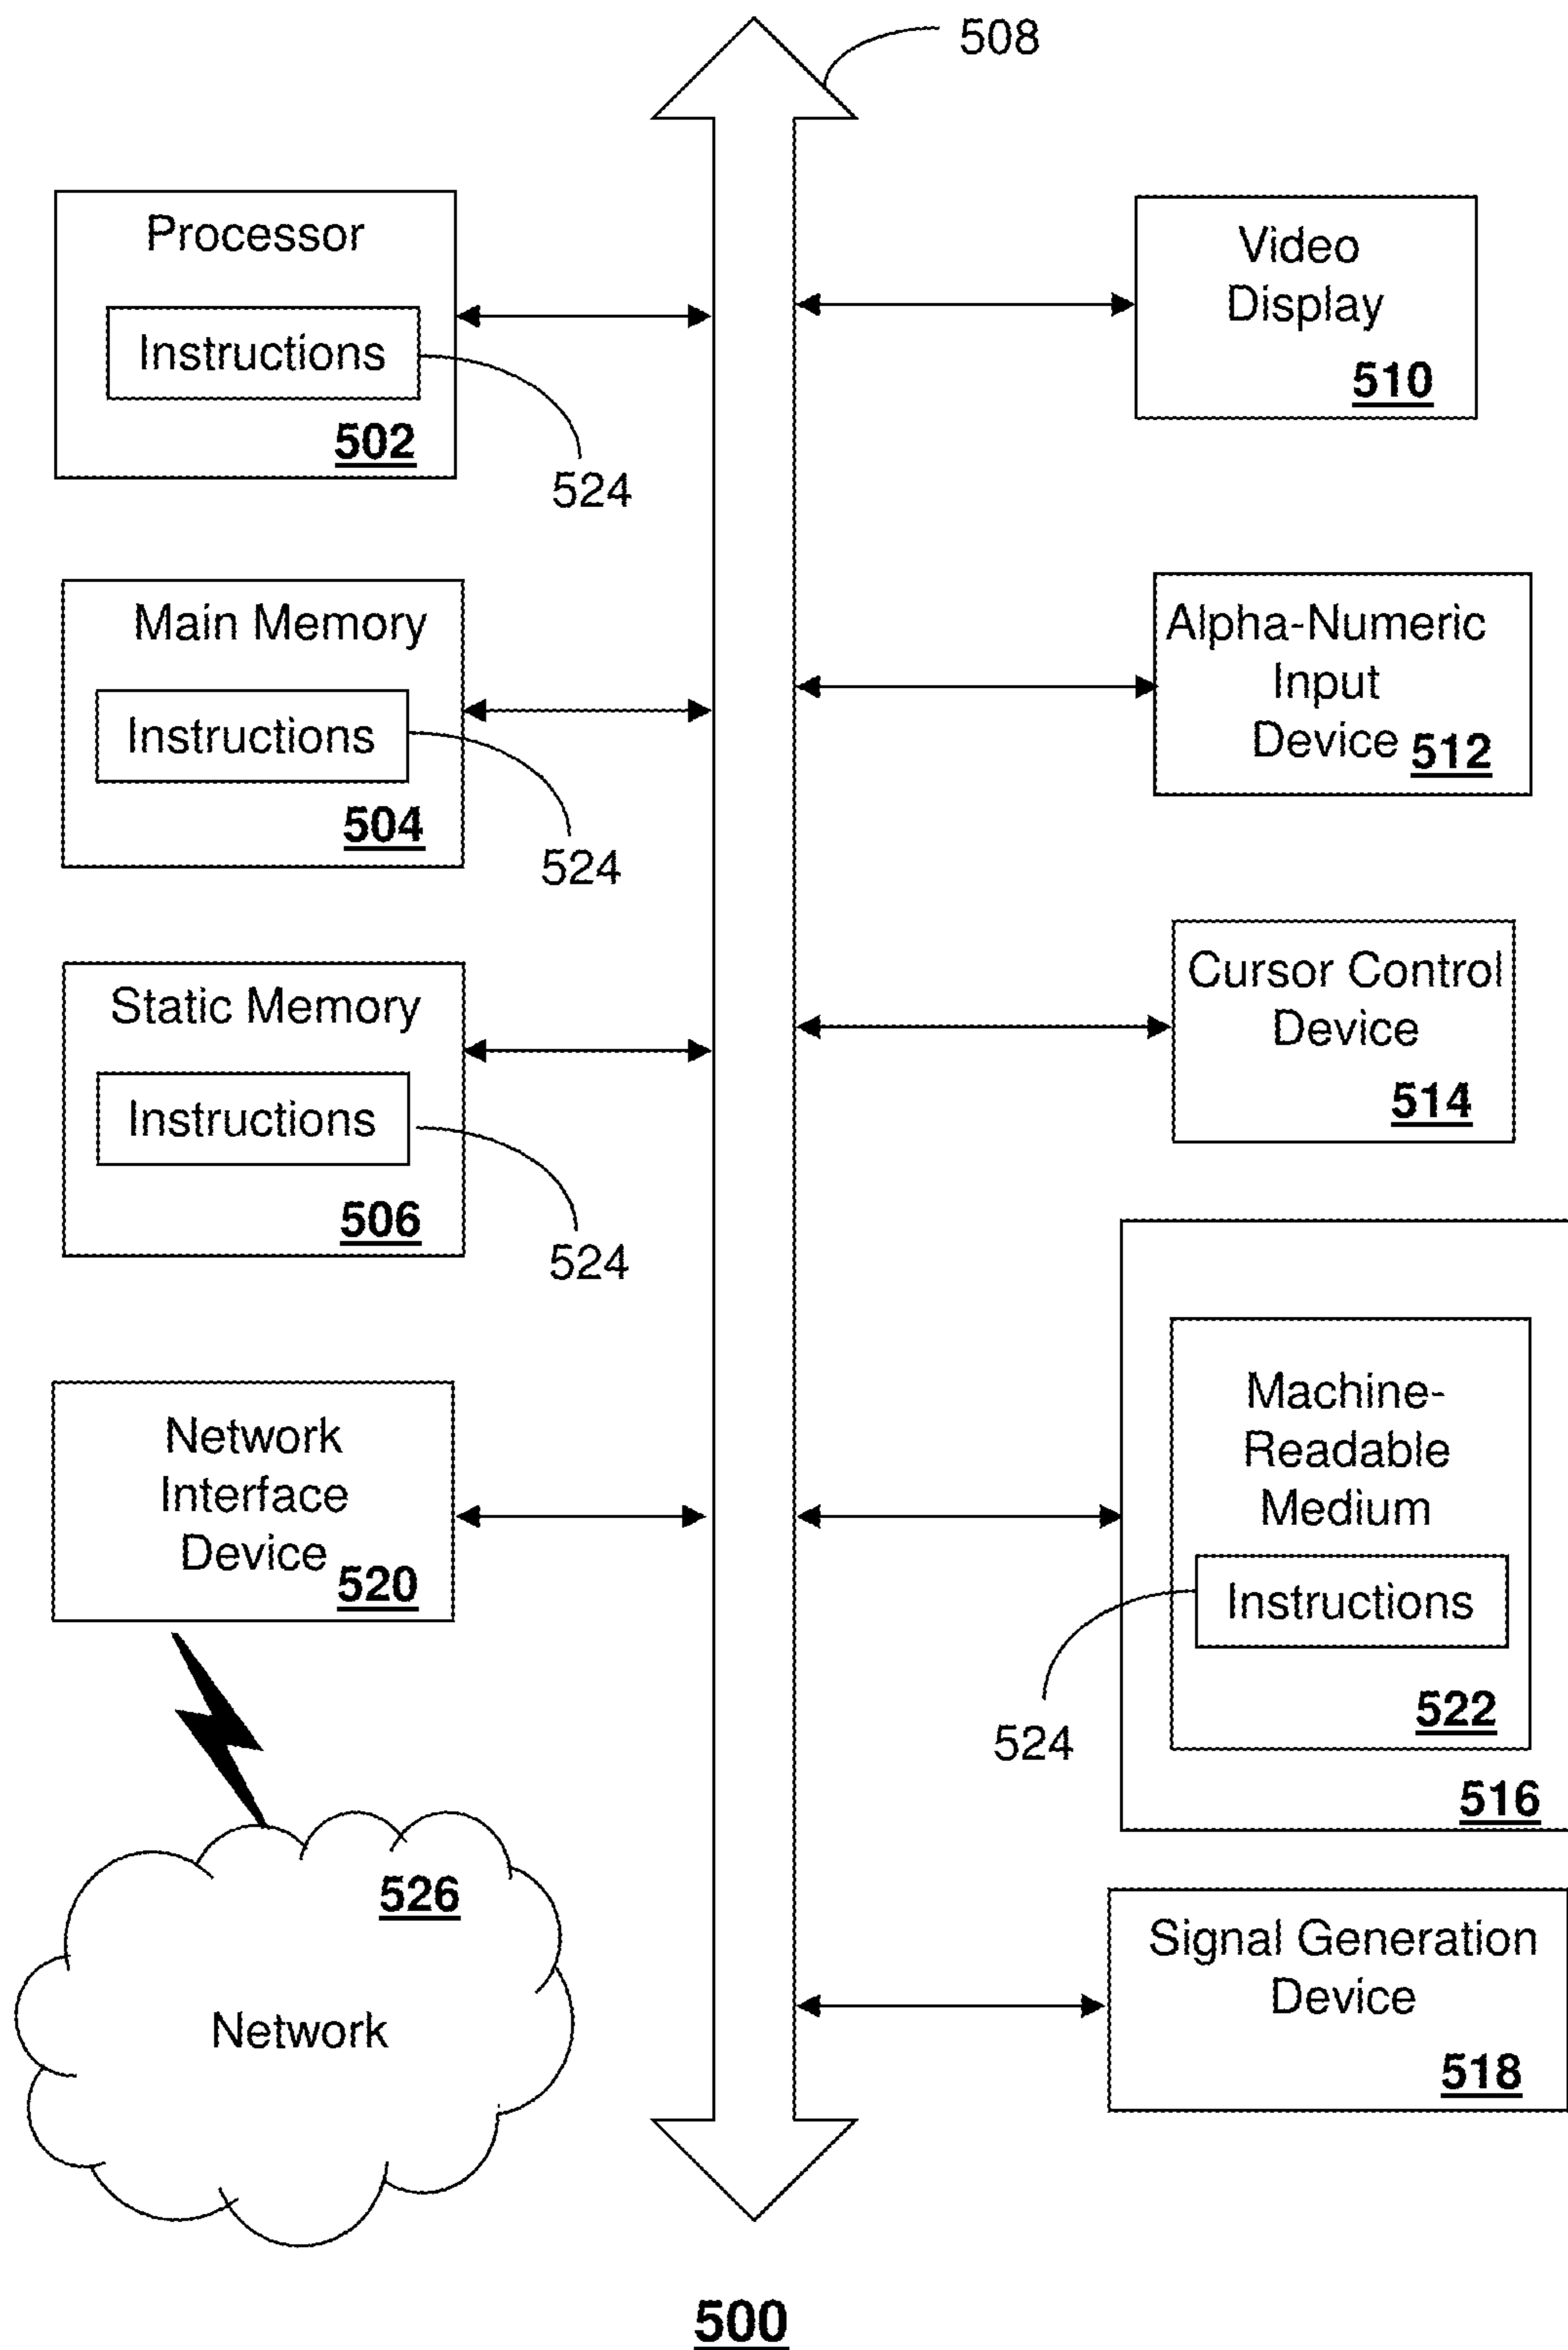 508
Processor
Instructions
502
524
Main Memory
Instructions
504
524
Static Memory
Instructions
506
524
Network
Interface
Device
520
526
Network
Video
Display
510
Alpha-Numeric
Input
Device
512
Cursor Control
Device
514
Machine-
Readable
Medium
Instructions
524
522
516
Signal Generation
Device
518
500